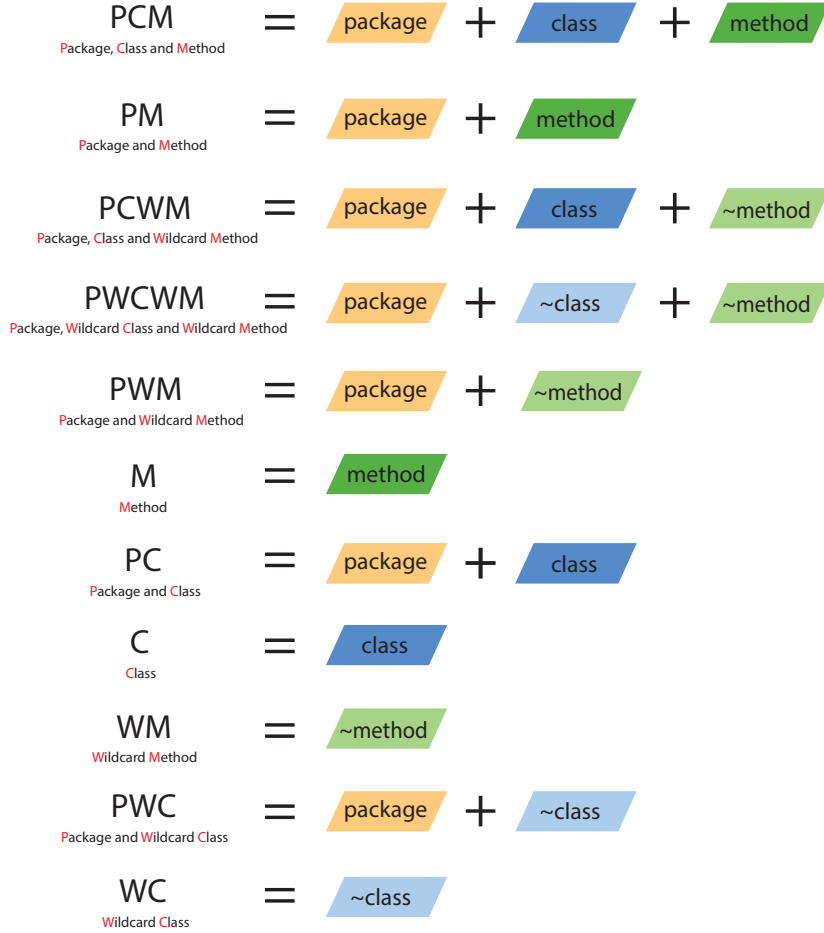 PCM = package + class + method
Package, Class and Method
PM = package + method
Package and Method
PCWM = package + class + ~method
Package, Class and Wildcard Method
PWCWM = package + ~class + ~method
Package, Wildcard Class and Wildcard Method
PWM = package + ~method
Package and Wildcard Method
M = method
Method
PC = package + class
Package and Class
C = class
Class
WM = ~method
Wildcard Method
PWC = package + ~class
Package and Wildcard Class
WC = ~class
Wildcard Class